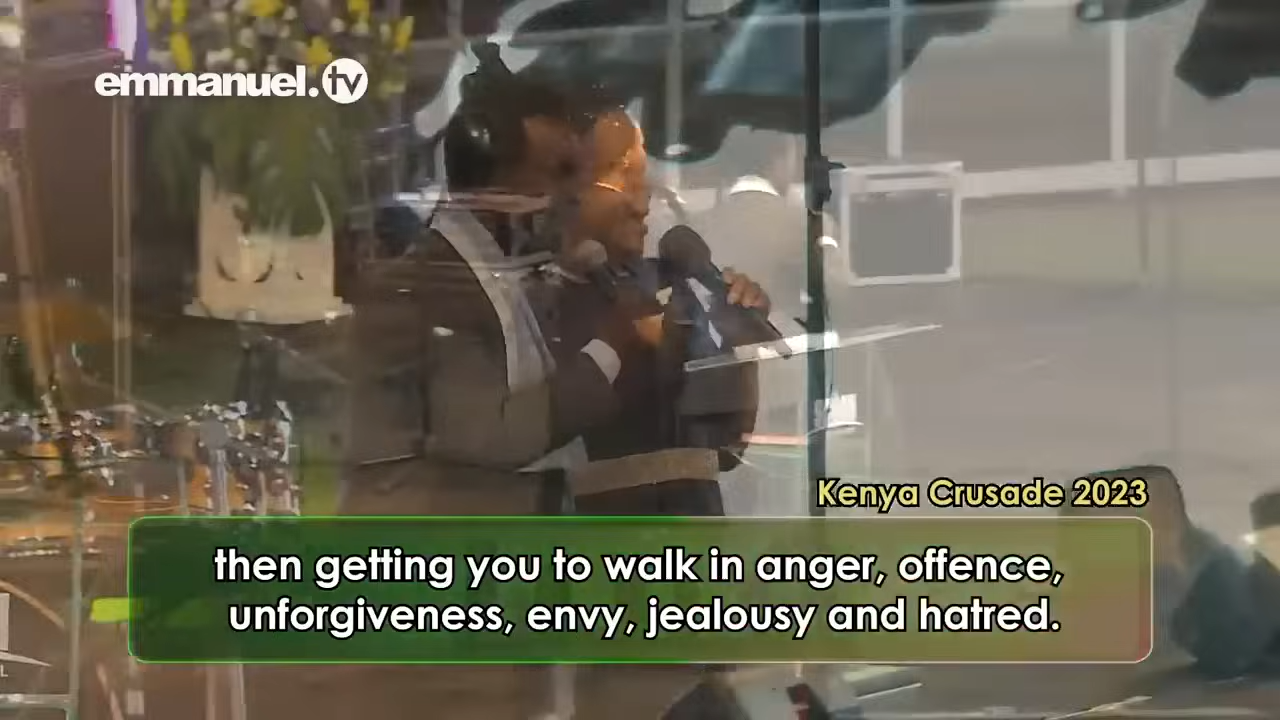 emmanuel.tv
Kenya Crusade 2023
then getting you to walk in anger, offence,
unforgiveness, envy, jealousy and hatred.